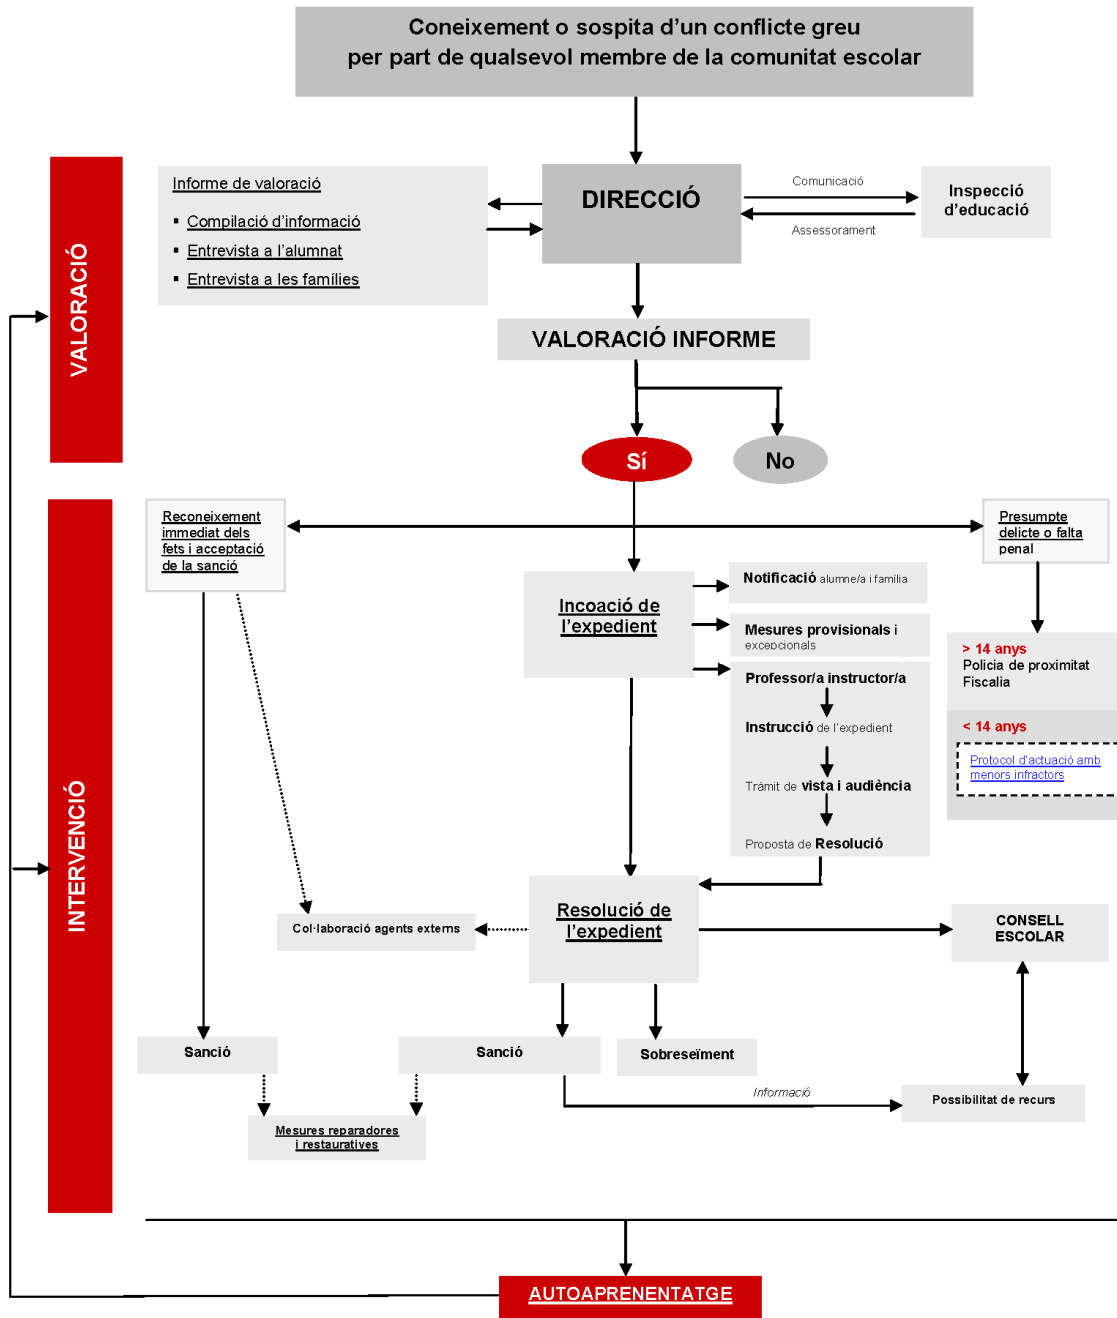 Coneixement o sospita d'un conflicte greu
per part de qualsevol membre de la comunitat escolar
VALORACIÓ
Informe de valoració
▪ Compilació d'informació
▪ Entrevista a l'alumnat
▪ Entrevista a les famílies
DIRECCIÓ
Comunicació
Assessorament
Inspecció
d'educació
VALORACIÓ INFORME
Sí
No
INTERVENCIÓ
Reconeixement
immediat dels
fets i acceptació
de la sanció
Presumpte
delicte o falta
penal
Incoació de
l'expedient
Notificació alumne/a i família
Mesures provisionals i
excepcionals
Professor/a instructor/a
Instrucció de l'expedient
Tràmit de vista i audiència
Proposta de Resolució
> 14 anys
Policia de proximitat
Fiscalia
< 14 anys
Protocol d'actuació amb
menors infractors
Resolució de
l'expedient
Col·laboració agents externs
CONSELL
ESCOLAR
Sanció
Sanció
Sobreseïment
Informació
Possibilitat de recurs
Mesures reparadores
i restauratives
AUTOAPRENENTATGE